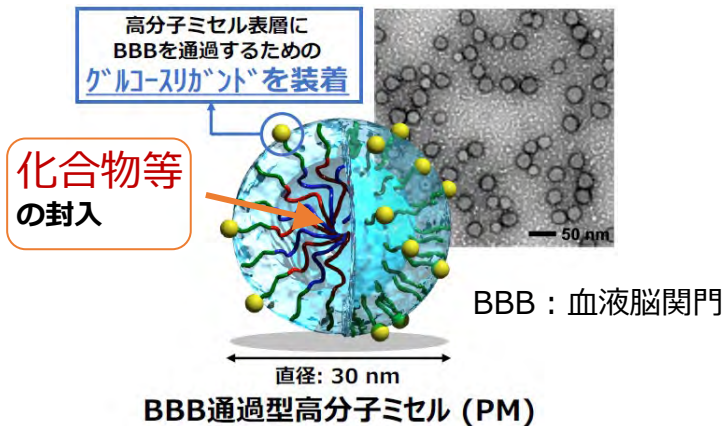 高分子ミセル表層に
BBBを通過するための
ｸﾞﾙｺｰｽﾘｶﾞﾝﾄﾞを装着
化合物等
の封入
50 nm
BBB：血液脳関門
直径: 30 nm
BBB通過型高分子ミセル (PM)